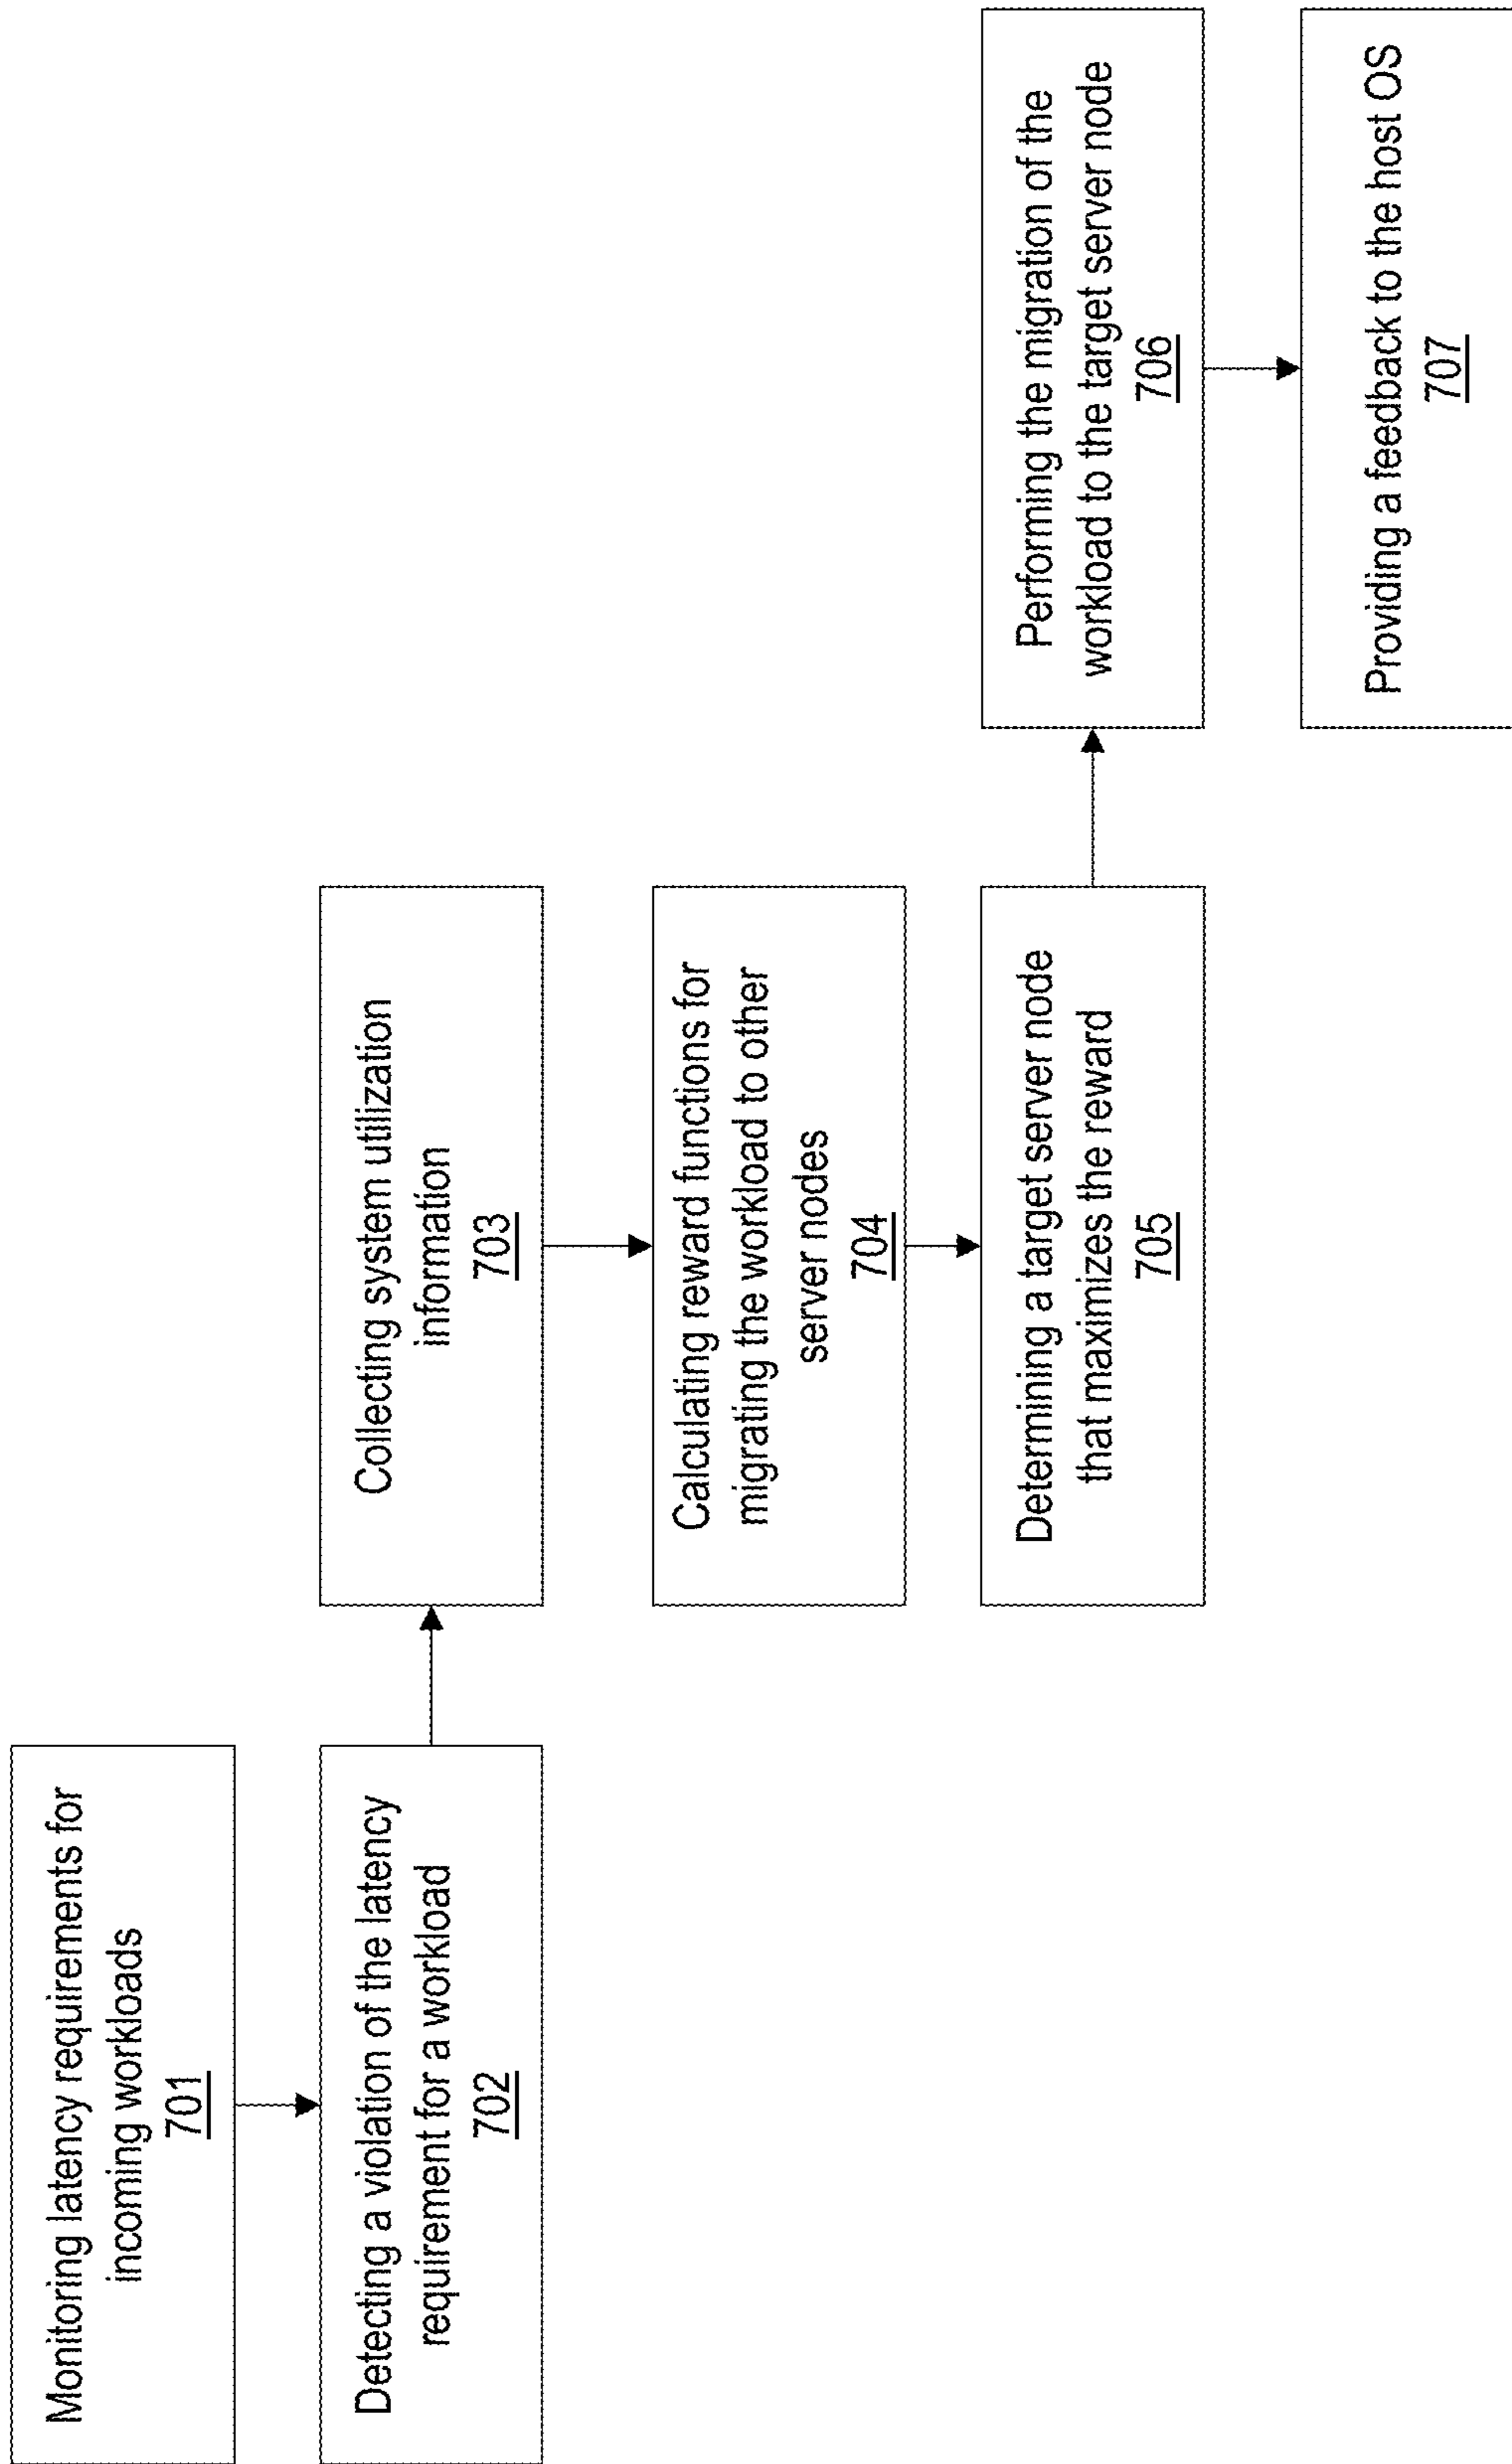 Monitoring latency requirements for
incoming workloads
701
Detecting a violation of the latency
requirement for a workload
702
Collecting system utilization
information
703
Calculating reward functions for
migrating the workload to other
server nodes
704
Determining a target server node
that maximizes the reward
705
Performing the migration of the
workload to the target server node
706
Providing a feedback to the host OS
707